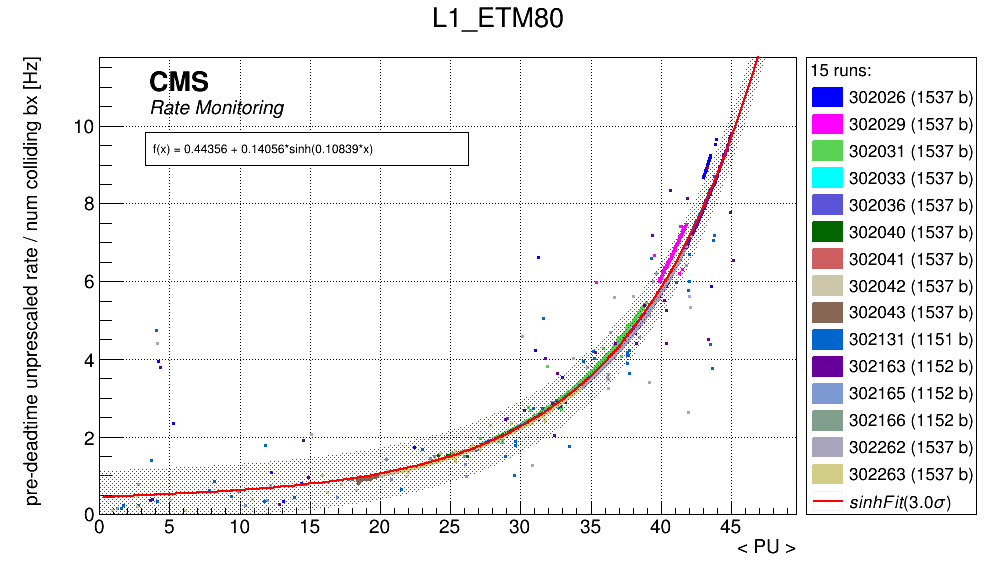 L1_ETM80
pre-deadtime unprescaled rate / num colliding bx [Hz]
CMS
Rate Monitoring
f(x) = 0.44356 + 0.14056*sinh(0.10839*x)
10
8
6
4
2
0
0 5 10 15 20 25 30 35 40 45
< PU >
15 runs:
302026 (1537 b)
302029 (1537 b)
302031 (1537 b)
302033 (1537 b)
302036 (1537 b)
302040 (1537 b)
302041 (1537 b)
302042 (1537 b)
302043 (1537 b)
302131 (1151 b)
302163 (1152 b)
302165 (1152 b)
302166 (1152 b)
302262 (1537 b)
302263 (1537 b)
sinhFit(3.0σ)